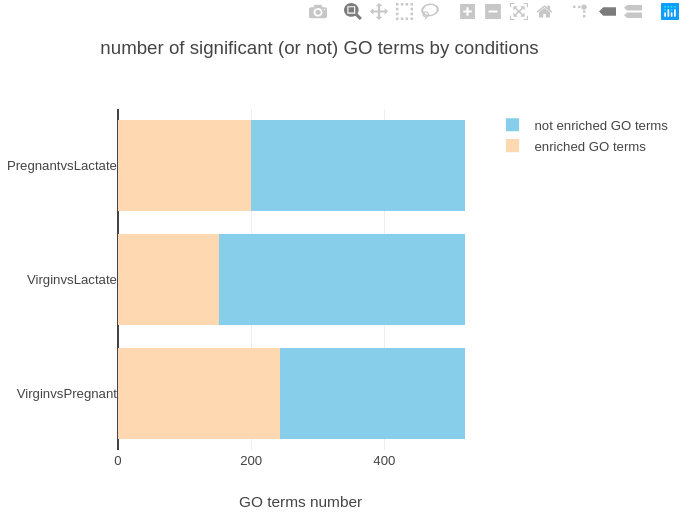 number of significant (or not) GO terms by conditions
not enriched GO terms
enriched GO terms
PregnantvsLactate
VirginvsLactate
VirginvsPregnant
0
200
400
GO terms number